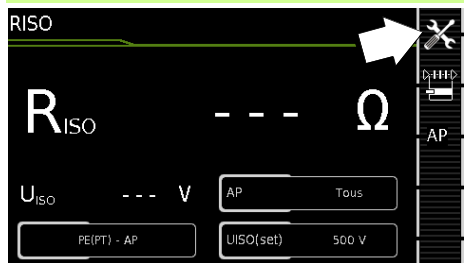 RISO
RISO --- Ω
AP
UISO --- V
AP Tous
PE(PT) - AP
UISO(set) 500 V